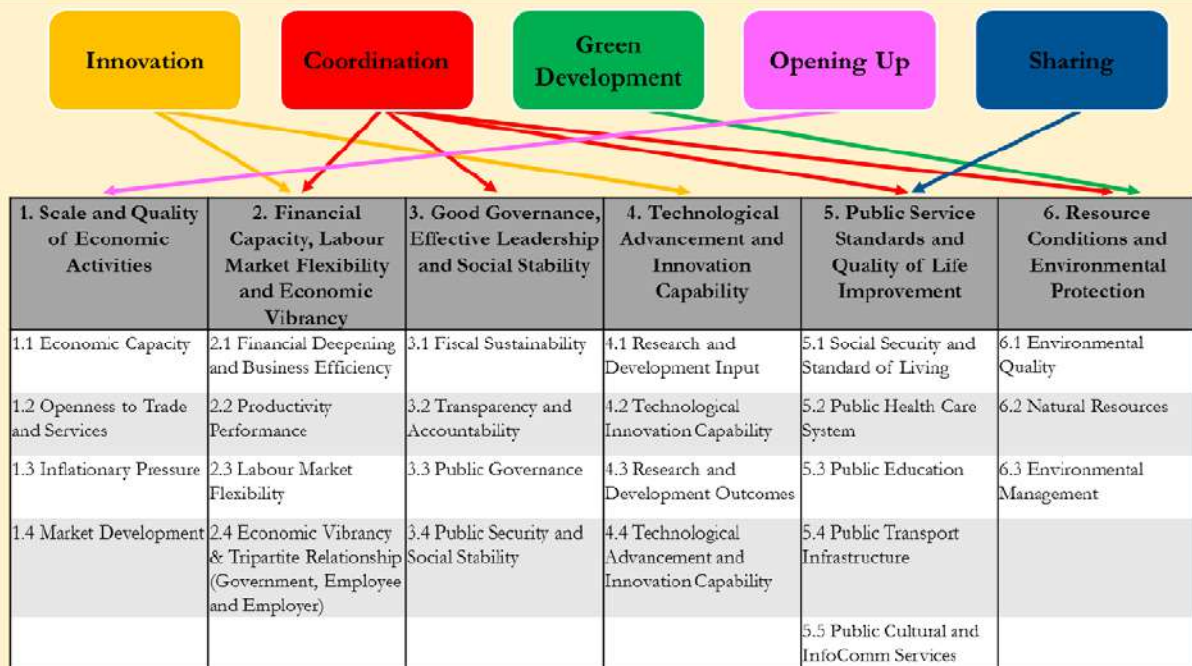 Innovation
Coordination
Green
Development
Opening Up
Sharing
1. Scale and Quality
of Economic
Activities
2. Financial
Capacity, Labour
Market Flexibility
and Economic
Vibrancy
3. Good Governance,
Effective Leadership
and Social Stability
4. Technological
Advancement and
Innovation
Capability
5. Public Service
Standards and
Quality of Life
Improvement
6. Resource
Conditions and
Environmental
Protection
1.1 Economic Capacity
2.1 Financial Deepening
and Business Efficiency
3.1 Fiscal Sustainability
4.1 Research and
Development Input
5.1 Social Security and
Standard of Living
6.1 Environmental
Quality
1.2 Openness to Trade
and Services
2.2 Productivity
Performance
3.2 Transparency and
Accountability
4.2 Technological
Innovation Capability
5.2 Public Health Care
System
6.2 Natural Resources
1.3 Inflationary Pressure
2.3 Labour Market
Flexibility
3.3 Public Governance
4.3 Research and
Development Outcomes
5.3 Public Education
6.3 Environmental
Management
1.4 Market Development
2.4 Economic Vibrancy
& Tripartite Relationship
(Government, Employee
and Employer)
3.4 Public Security and
Social Stability
4.4 Technological
Advancement and
Innovation Capability
5.4 Public Transport
Infrastructure
5.5 Public Cultural and
InfoComm Services